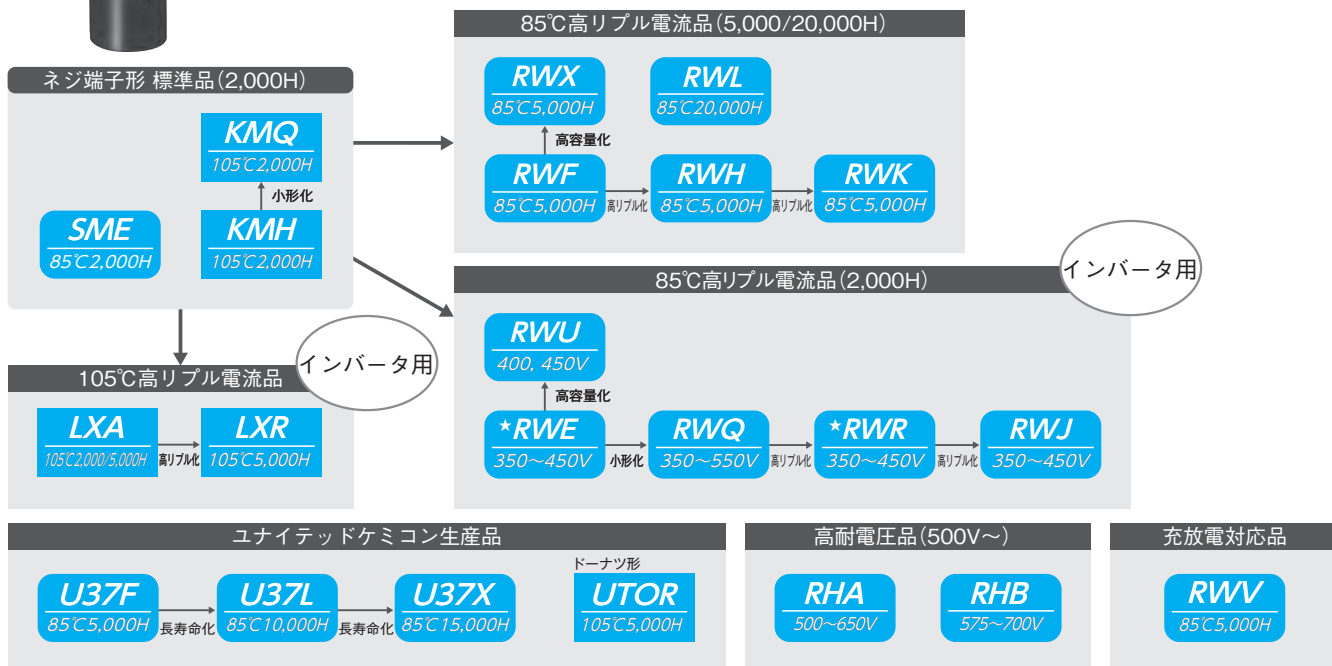 85℃高リプル電流品(5,000/20,000H)
RWX
85℃5,000H
RWL
85℃20,000H
高容量化
RWF
85℃5,000H
高リプル化
RWH
85℃5,000H
高リプル化
RWK
85℃5,000H
ネジ端子形 標準品(2,000H)
KMQ
105℃2,000H
小形化
SME
85℃2,000H
KMH
105℃2,000H
85℃高リプル電流品(2,000H)
インバータ用
RWU
400, 450V
高容量化
★RWE
350～450V
小形化
RWQ
350～550V
高リプル化
★RWR
350～450V
高リプル化
RWJ
350～450V
105℃高リプル電流品
インバータ用
LXA
105℃2,000/5,000H
高リプル化
LXR
105℃5,000H
ユナイテッドケミコン生産品
U37F
85℃5,000H
長寿命化
U37L
85℃10,000H
長寿命化
U37X
85℃15,000H
ドーナツ形
UTOR
105℃5,000H
高耐電圧品(500V～)
RHA
500～650V
RHB
575～700V
充放電対応品
RWV
85℃5,000H